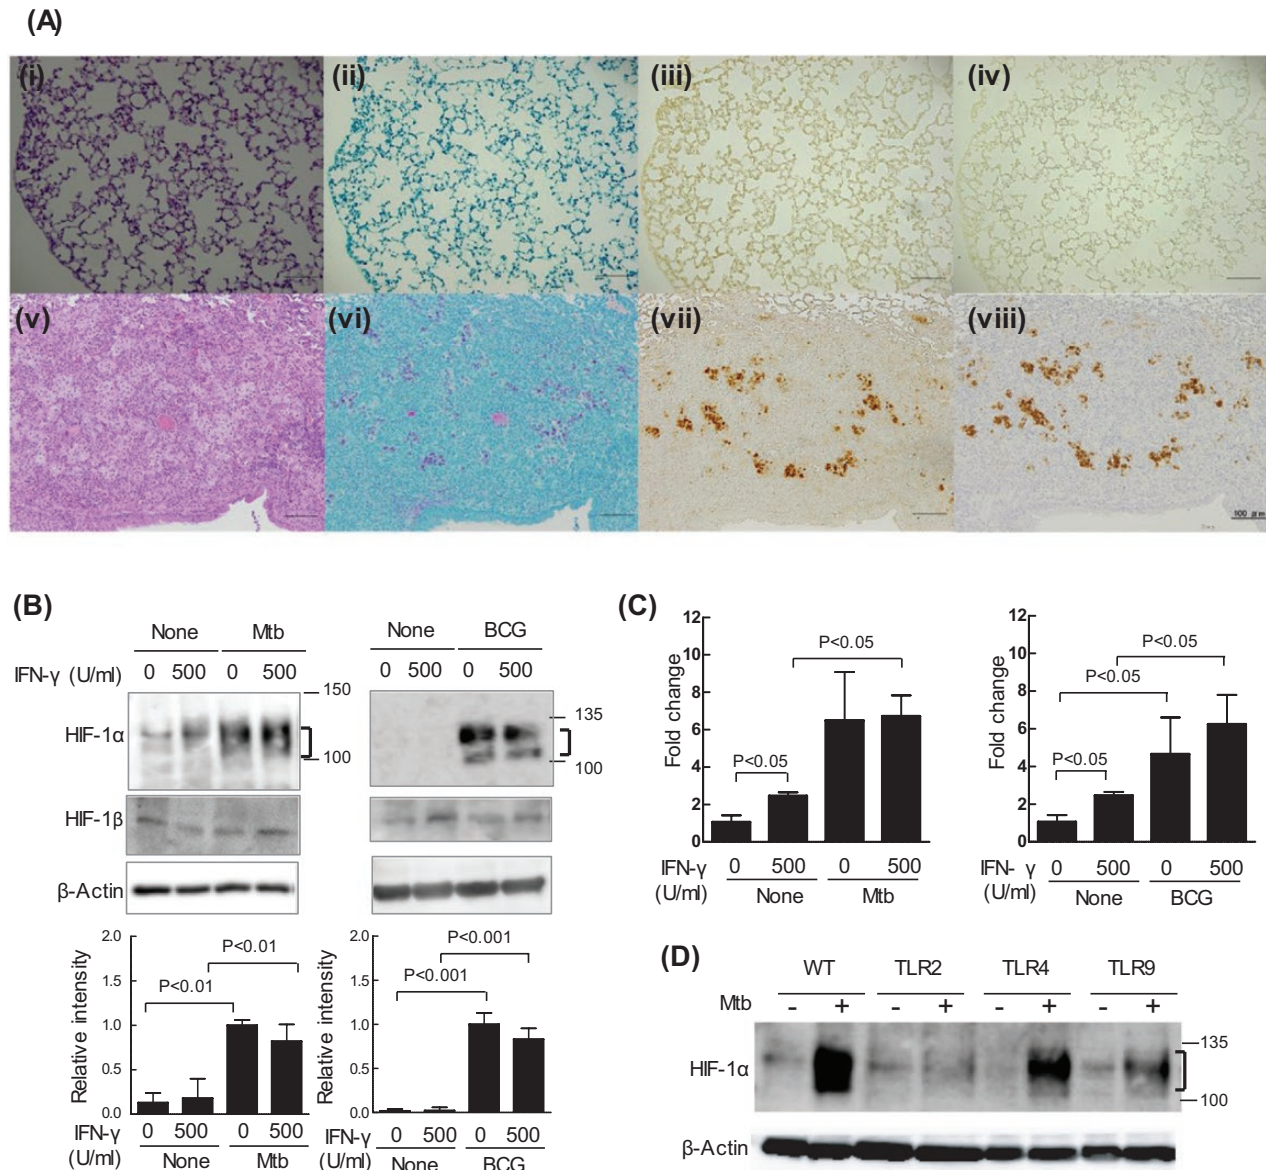 (A)
(i) (ii) (iii) (iv)
(v) (vi) (vii) (viii)
100 μm
(B)
None Mtb None BCG
IFN-γ (U/ml) 0 500 0 500 0 500 0 500
HIF-1α 150 100 135 100
HIF-1β
β-Actin
Relative intensity
2.0
1.5
1.0
0.5
0.0
P<0.01
P<0.01
IFN-γ (U/ml) 0 500 0 500
None Mtb
Relative intensity
2.0
1.5
1.0
0.5
0.0
P<0.001
P<0.001
IFN-γ (U/ml) 0 500 0 500
None BCG
(C)
Fold change
12
10
8
6
4
2
0
P<0.05
P<0.05
IFN-γ (U/ml) 0 500 0 500
None Mtb
Fold change
12
10
8
6
4
2
0
P<0.05
P<0.05
P<0.05
IFN- γ (U/ml) 0 500 0 500
None BCG
(D)
WT TLR2 TLR4 TLR9
Mtb - + - + - + - +
HIF-1α 135 100
β-Actin